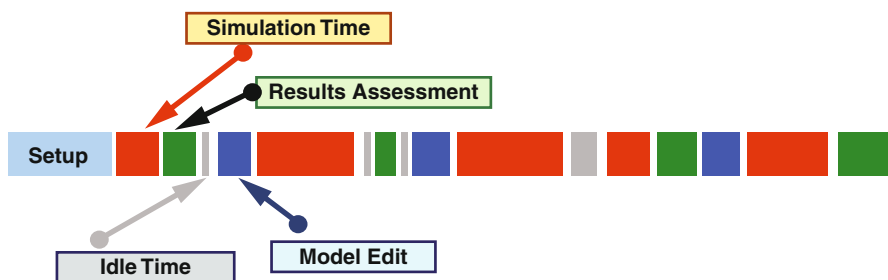 Simulation Time
Results Assessment
Setup
Model Edit
Idle Time